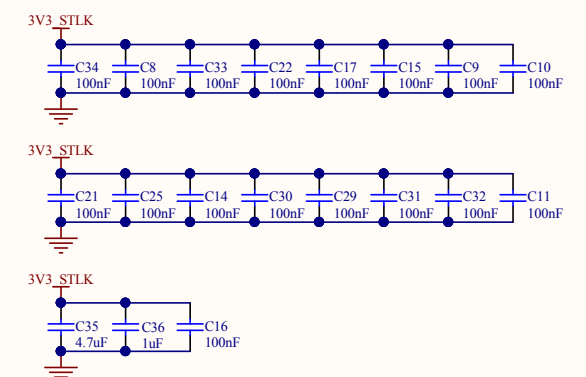 3V3_STLK
C34 C8 C33 C22 C17 C15 C9 C10
100nF 100nF 100nF 100nF 100nF 100nF 100nF 100nF
3V3_STLK
C21 C25 C14 C30 C29 C31 C32 C11
100nF 100nF 100nF 100nF 100nF 100nF 100nF 100nF
3V3_STLK
C35 C36 C16
4.7uF 1uF 100nF